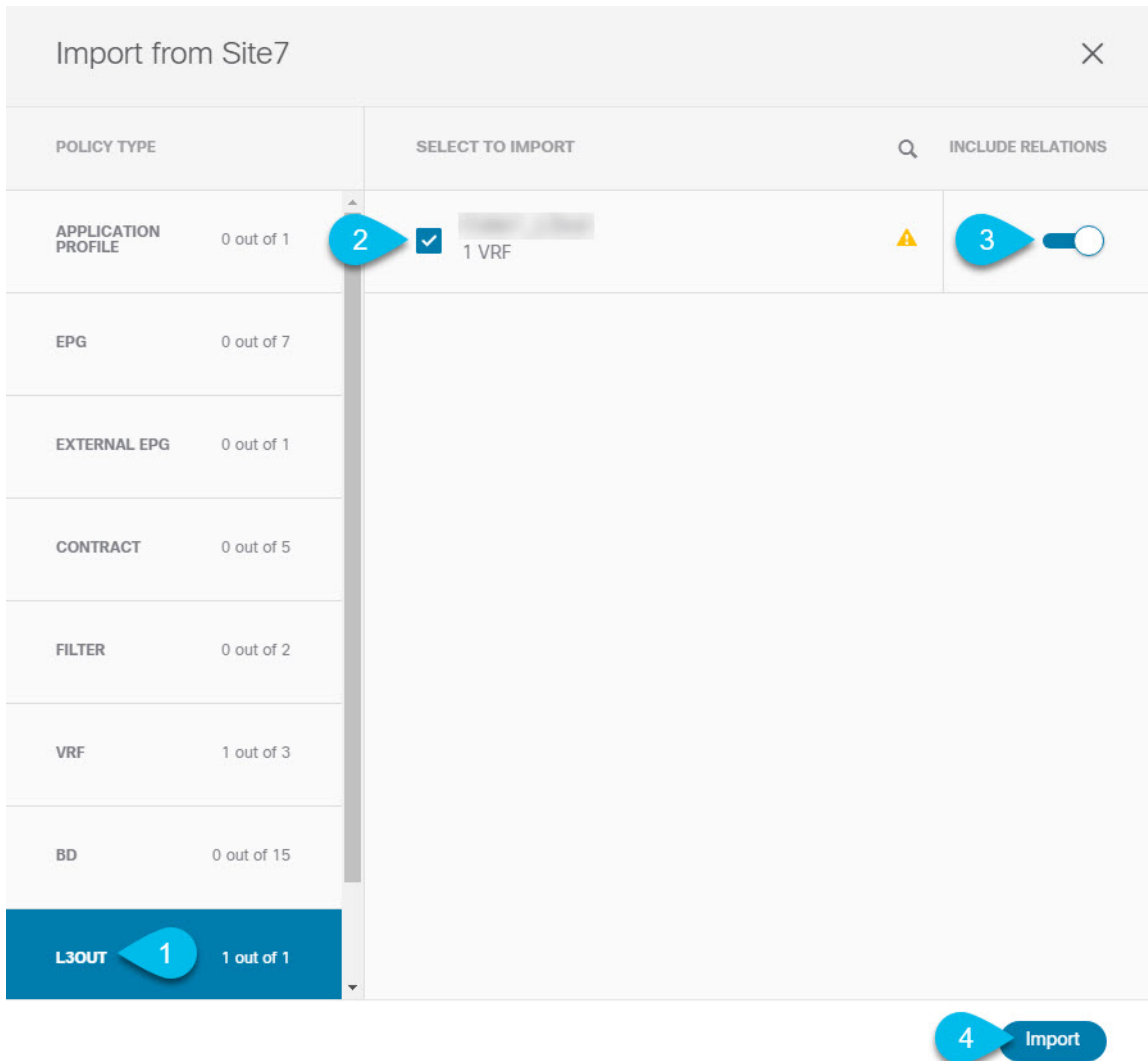 Import from Site7
POLICY TYPE
SELECT TO IMPORT
INCLUDE RELATIONS
APPLICATION
PROFILE
0 out of 1
2
1 VRF
3
EPG
0 out of 7
EXTERNAL EPG
0 out of 1
CONTRACT
0 out of 5
FILTER
0 out of 2
VRF
1 out of 3
BD
0 out of 15
L3OUT
1
1 out of 1
4
Import